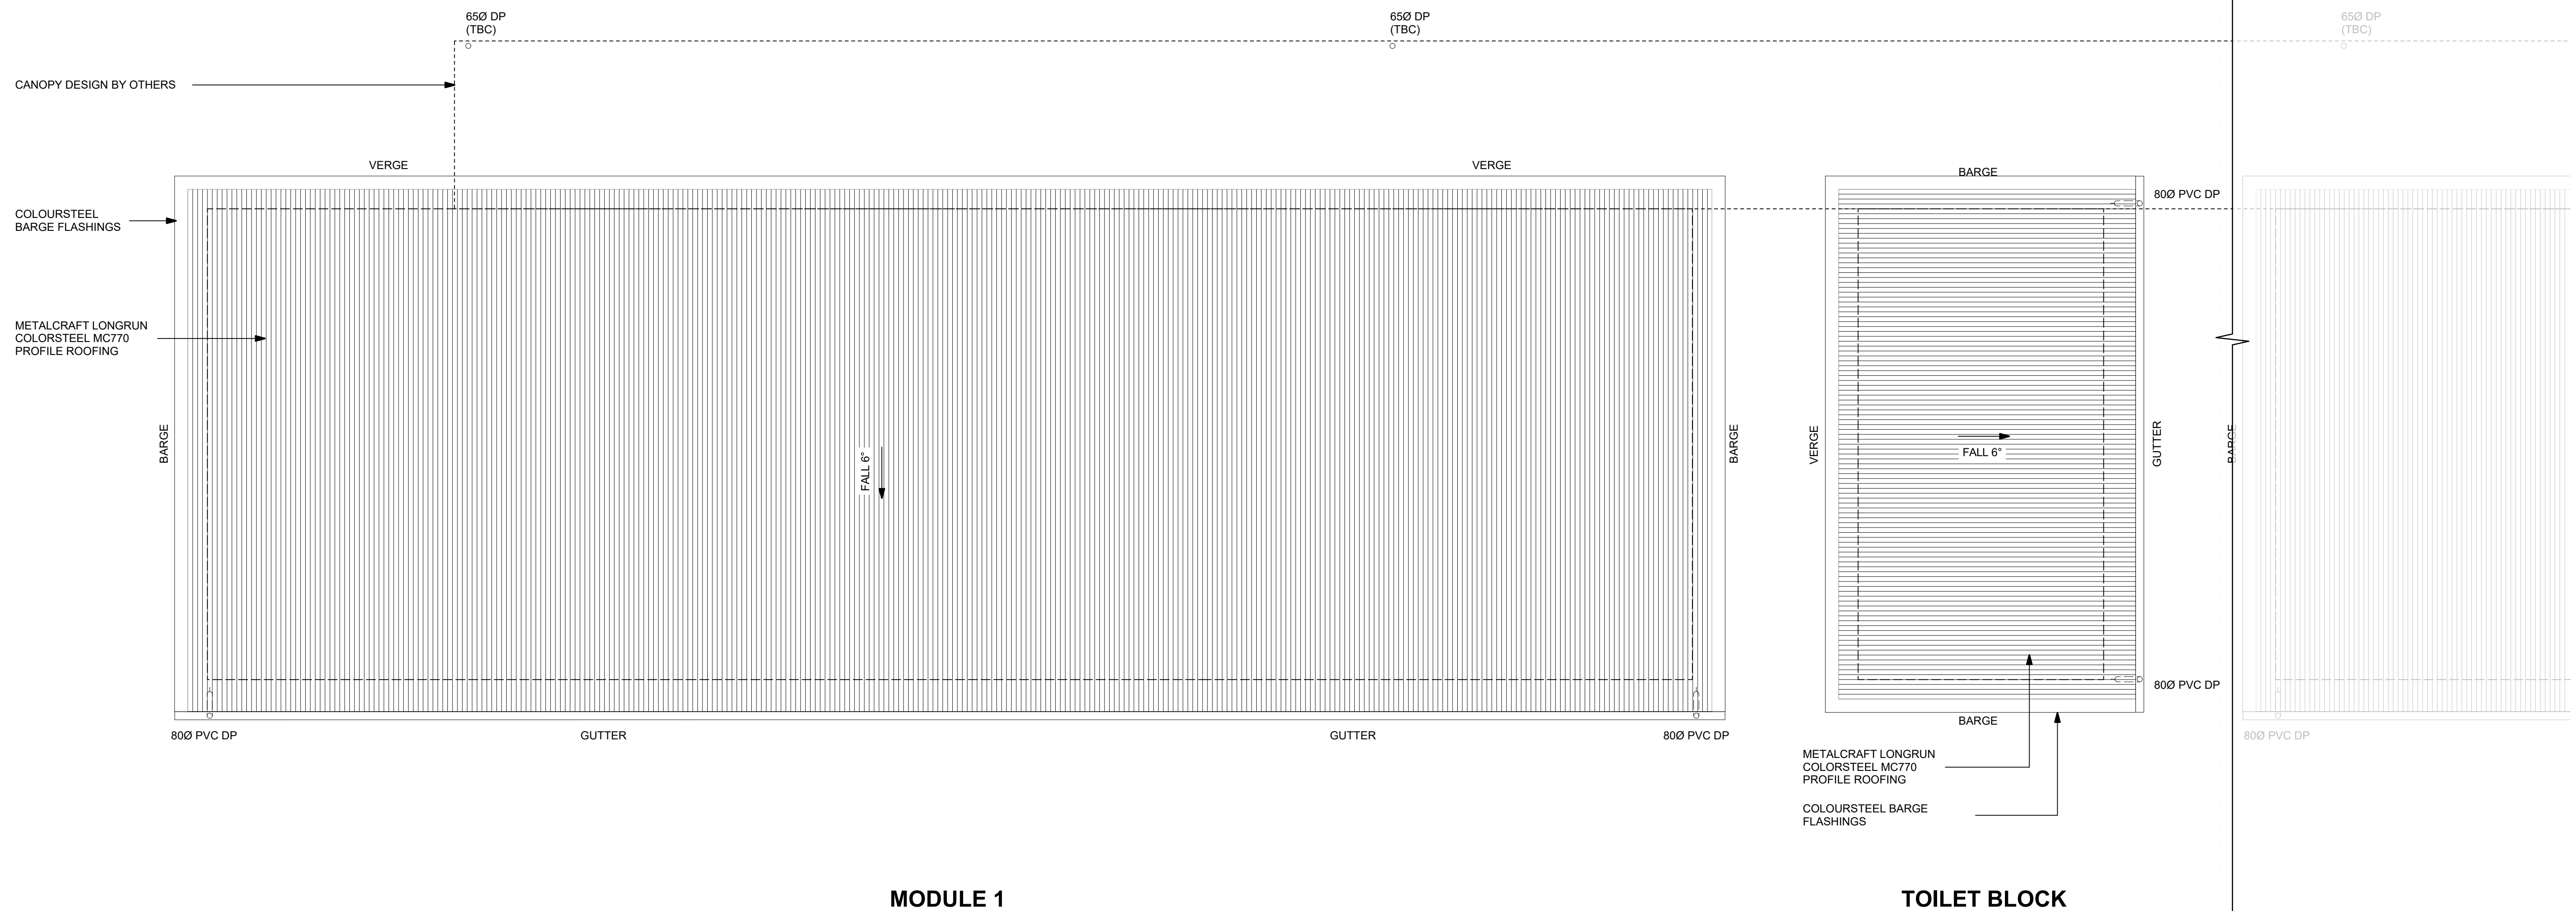 65Ø DP
(TBC)
65Ø DP
(TBC)
65Ø DP
(TBC)
CANOPY DESIGN BY OTHERS
VERGE
VERGE
BARGE
80Ø PVC DP
COLOURSTEEL
BARGE FLASHINGS
METALCRAFT LONGRUN
COLORSTEEL MC770
PROFILE ROOFING
BARGE
FALL 6°
BARGE
VERGE
FALL 6°
GUTTER
BARGE
80Ø PVC DP
80Ø PVC DP
GUTTER
GUTTER
80Ø PVC DP
BARGE
80Ø PVC DP
METALCRAFT LONGRUN
COLORSTEEL MC770
PROFILE ROOFING
COLOURSTEEL BARGE
FLASHINGS
MODULE 1
TOILET BLOCK